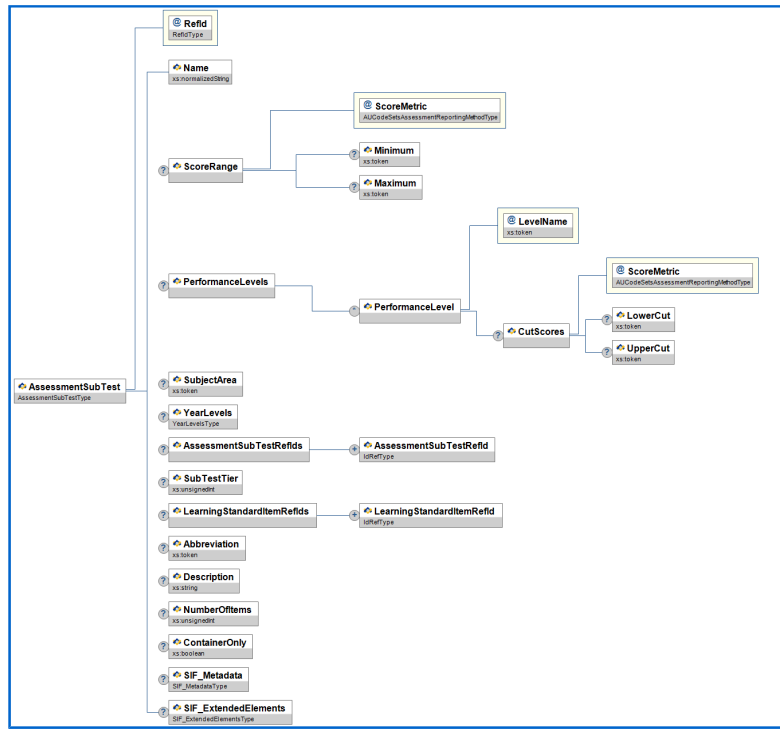 @ RefId
RefIdType
Name
xs:normalizedString
@ ScoreMetric
AUCodeSetsAssessmentReportingMethodType
? ScoreRange
? Minimum
xs:token
? Maximum
xs:token
@ LevelName
xs:token
? PerformanceLevels
* PerformanceLevel
@ ScoreMetric
AUCodeSetsAssessmentReportingMethodType
? CutScores
? LowerCut
xs:token
? UpperCut
xs:token
AssessmentSubTest
AssessmentSubTestType
? SubjectArea
xs:token
? YearLevels
YearLevelsType
? AssessmentSubTestRefIds
+ AssessmentSubTestRefId
IdRefType
? SubTestTier
xs:unsignedInt
? LearningStandardItemRefIds
+ LearningStandardItemRefId
IdRefType
? Abbreviation
xs:token
? Description
xs:string
? NumberOfItems
xs:unsignedInt
? ContainerOnly
xs:boolean
? SIF_Metadata
SIF_MetadataType
? SIF_ExtendedElements
SIF_ExtendedElementsType